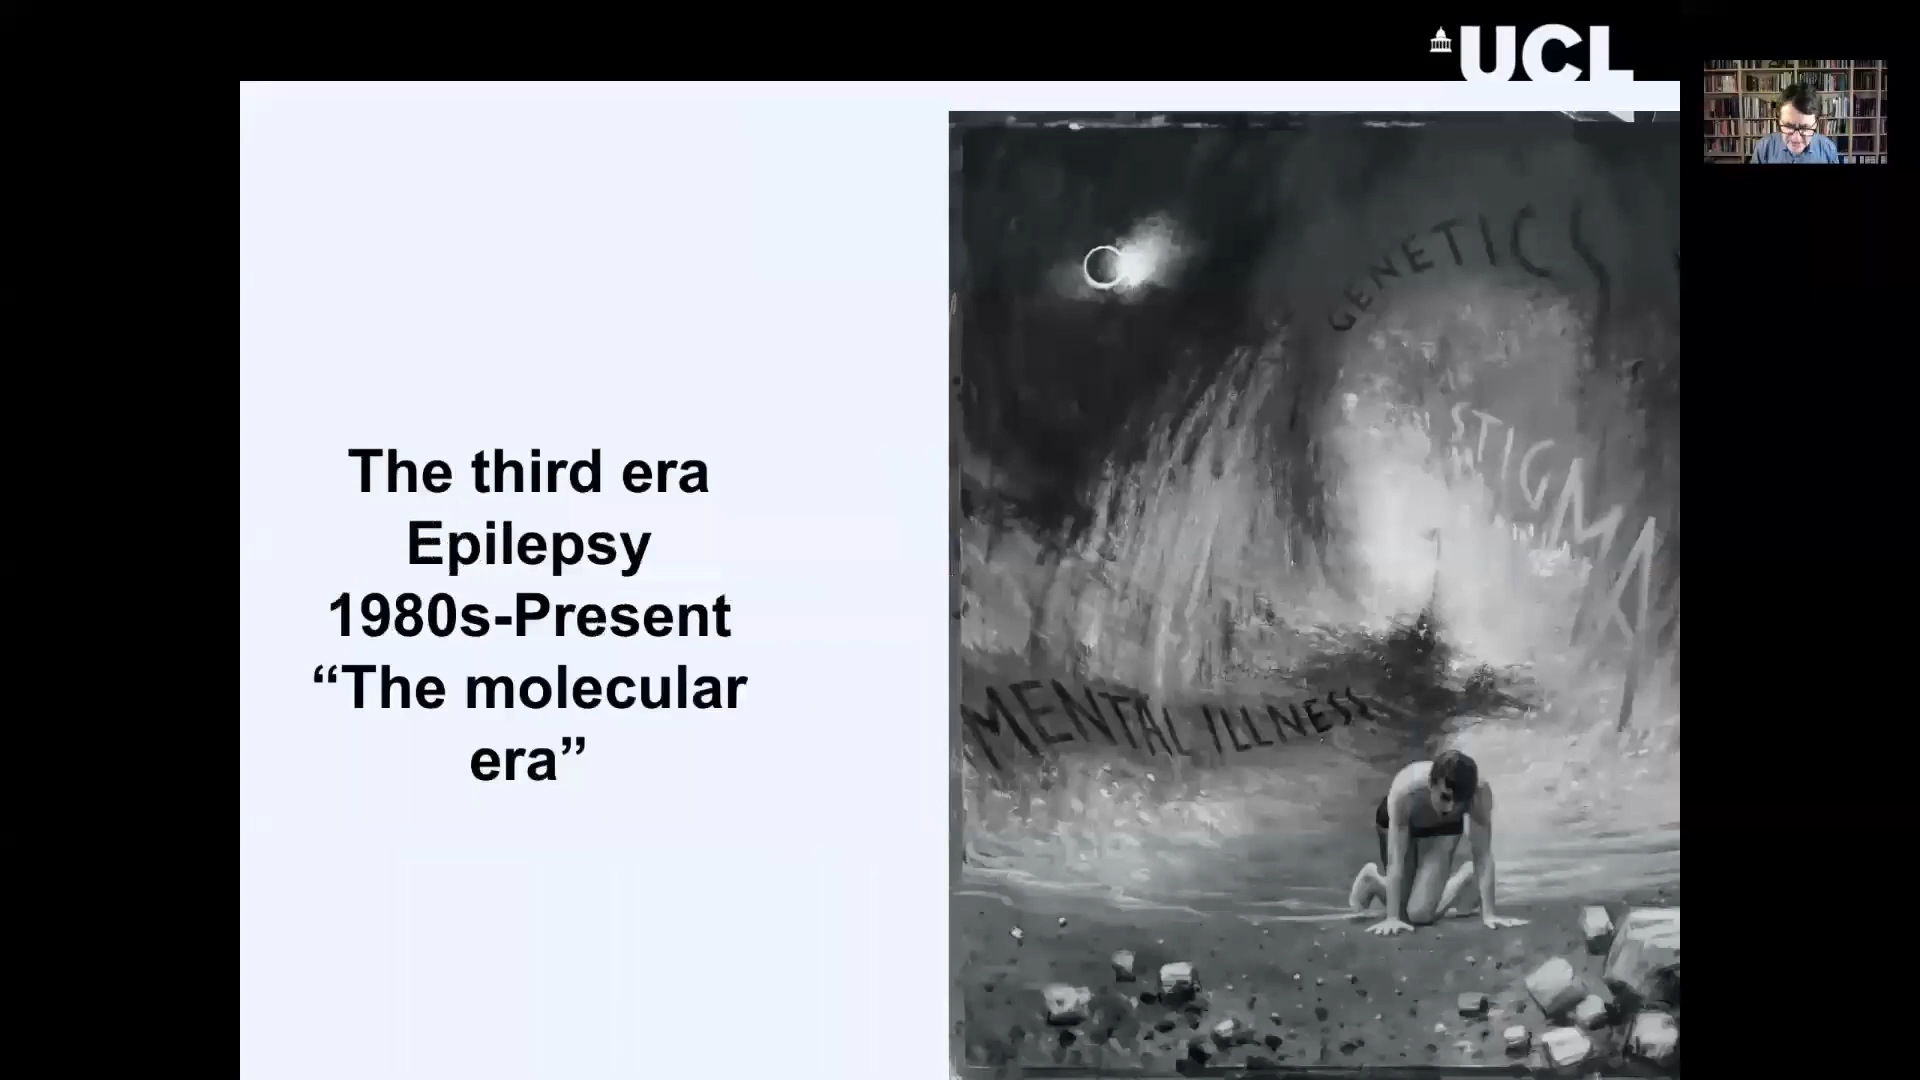 UCL
The third era
Epilepsy
1980s-Present
“The molecular
era”
GENETICS
STIGMA
MENTAL ILLNESS